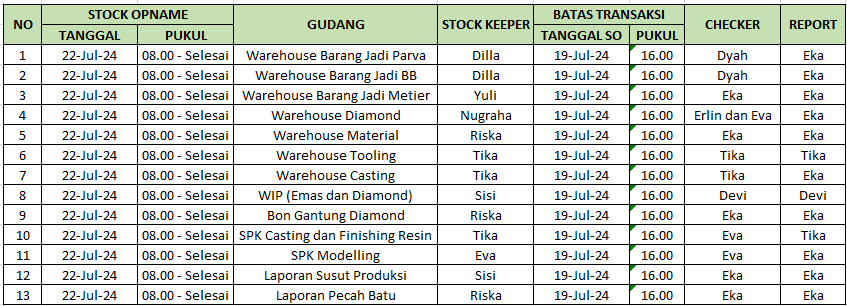 NO STOCK OPNAME GUDANG STOCK KEEPER BATAS TRANSAKSI CHECKER REPORT
TANGGAL PUKUL TANGGAL SO PUKUL
1 22-Jul-24 08.00 - Selesai Warehouse Barang Jadi Parva Dilla 19-Jul-24 16.00 Dyah Eka
2 22-Jul-24 08.00 - Selesai Warehouse Barang Jadi BB Dilla 19-Jul-24 16.00 Dyah Eka
3 22-Jul-24 08.00 - Selesai Warehouse Barang Jadi Metier Yuli 19-Jul-24 16.00 Eka Eka
4 22-Jul-24 08.00 - Selesai Warehouse Diamond Nugraha 19-Jul-24 16.00 Erlin dan Eva Eka
5 22-Jul-24 08.00 - Selesai Warehouse Material Riska 19-Jul-24 16.00 Eka Eka
6 22-Jul-24 08.00 - Selesai Warehouse Tooling Tika 19-Jul-24 16.00 Tika Tika
7 22-Jul-24 08.00 - Selesai Warehouse Casting Tika 19-Jul-24 16.00 Tika Eka
8 22-Jul-24 08.00 - Selesai WIP (Emas dan Diamond) Sisi 19-Jul-24 16.00 Devi Devi
9 22-Jul-24 08.00 - Selesai Bon Gantung Diamond Riska 19-Jul-24 16.00 Eka Eka
10 22-Jul-24 08.00 - Selesai SPK Casting dan Finishing Resin Tika 19-Jul-24 16.00 Eva Tika
11 22-Jul-24 08.00 - Selesai SPK Modelling Eva 19-Jul-24 16.00 Eva Eka
12 22-Jul-24 08.00 - Selesai Laporan Susut Produksi Sisi 19-Jul-24 16.00 Eka Eka
13 22-Jul-24 08.00 - Selesai Laporan Pecah Batu Riska 19-Jul-24 16.00 Eka Eka